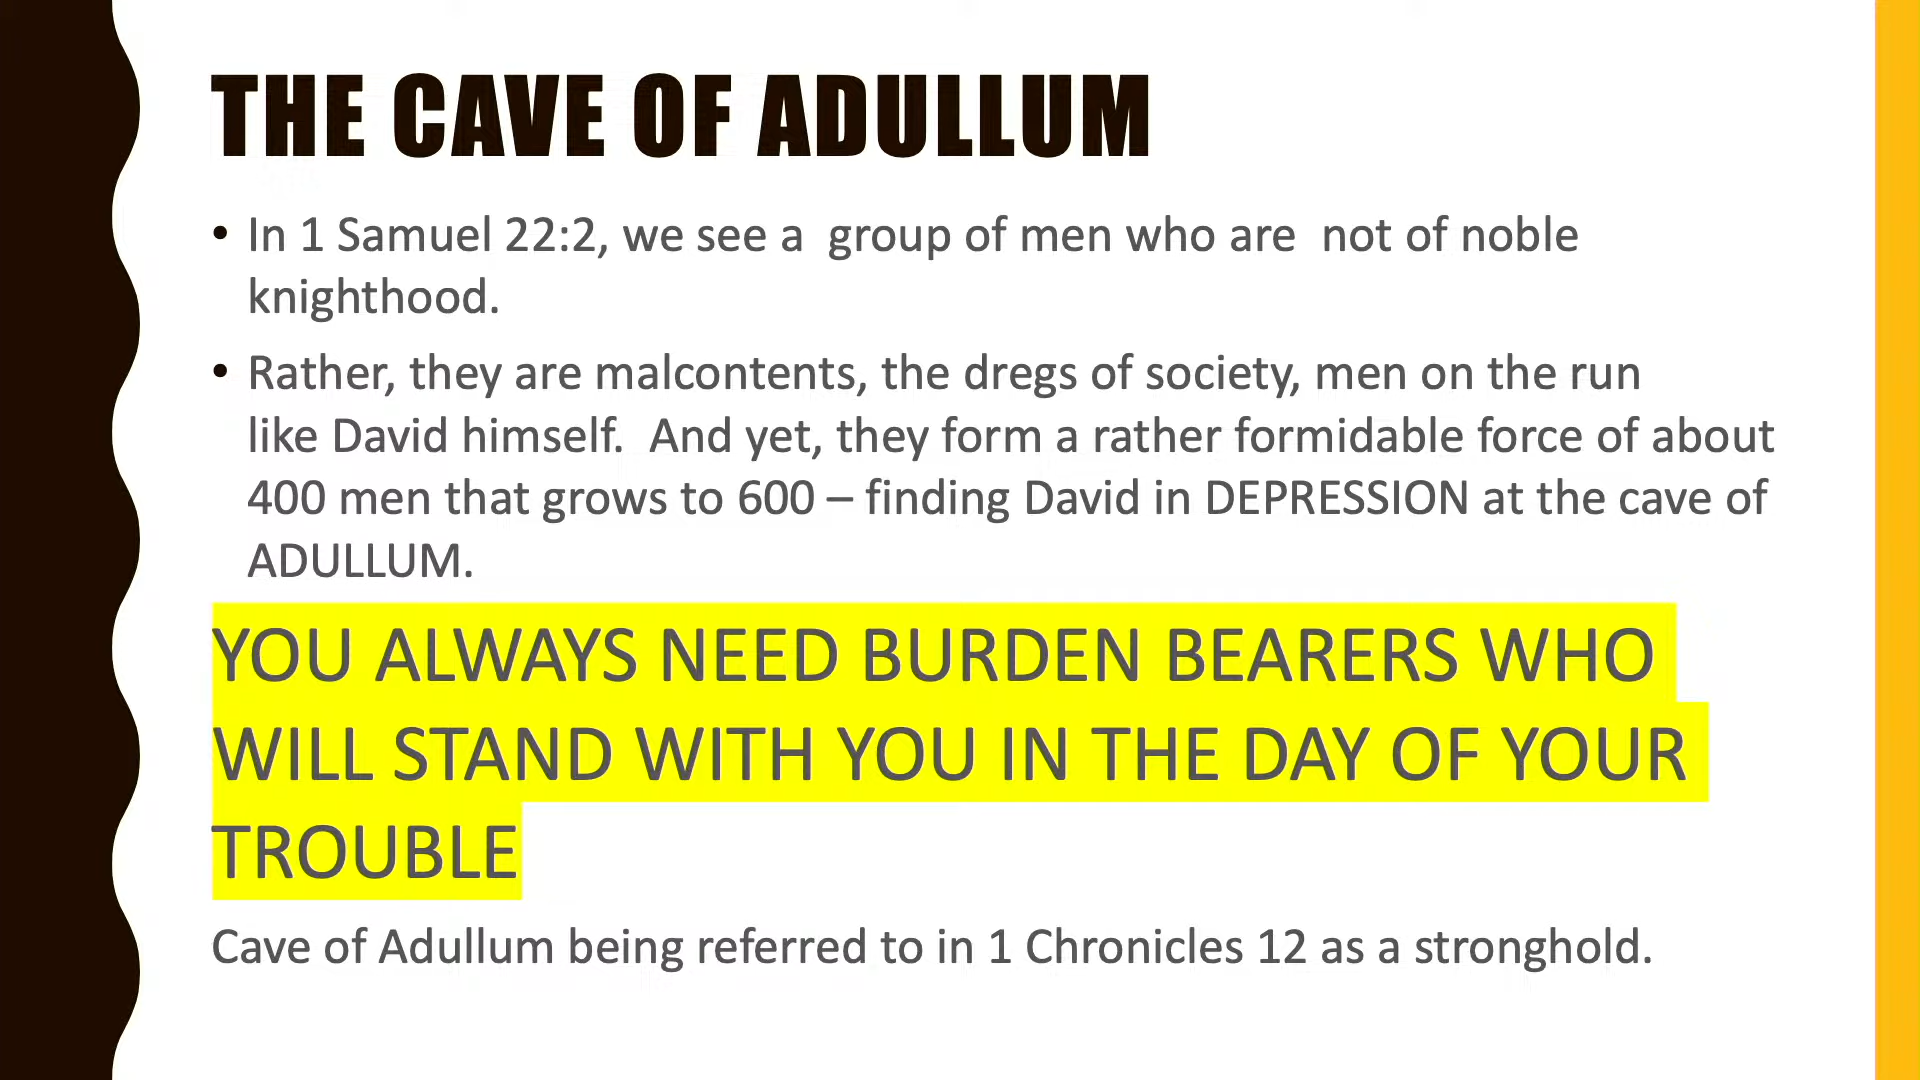 THE CAVE OF ADULLUM
• In 1 Samuel 22:2, we see a  group of men who are  not of noble
knighthood.
• Rather, they are malcontents, the dregs of society, men on the run
like David himself.  And yet, they form a rather formidable force of about
400 men that grows to 600 – finding David in DEPRESSION at the cave of
ADULLUM.
YOU ALWAYS NEED BURDEN BEARERS WHO
WILL STAND WITH YOU IN THE DAY OF YOUR
TROUBLE
Cave of Adullum being referred to in 1 Chronicles 12 as a stronghold.